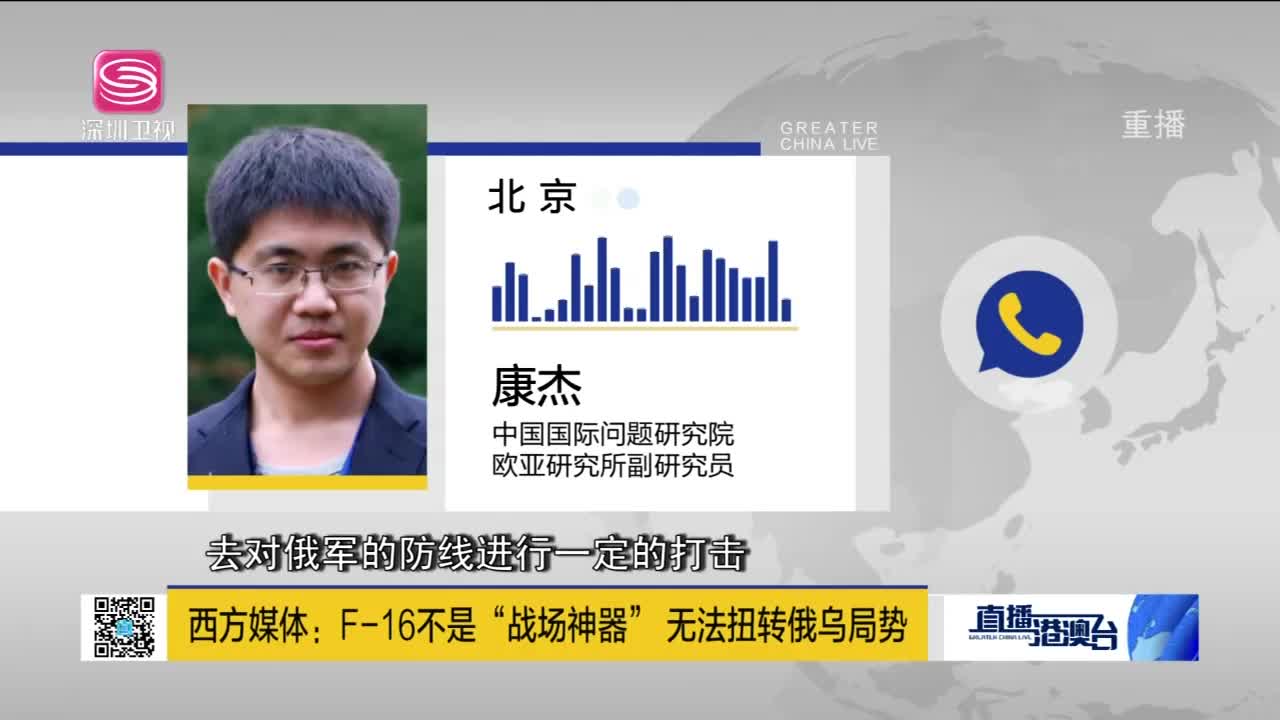 深圳卫视
GREATER
CHINA LIVE
重播
北京
康杰
中国国际问题研究院
欧亚研究所副研究员
去对俄军的防线进行一定的打击
西方媒体：F-16不是“战场神器” 无法扭转俄乌局势
直播港澳台
GREATER CHINA LIVE